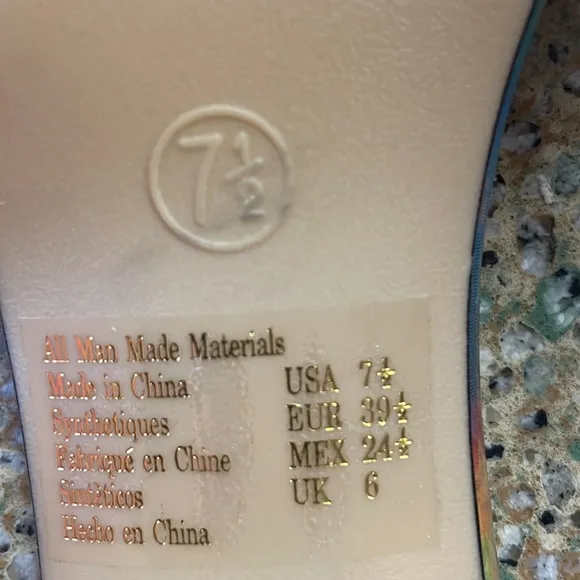 7½
All Man Made Materials
Made in China
Synthetiques
Fabriqué en Chine
Sintéticos
Hecho en China
USA 7½
EUR 39½
MEX 24½
UK 6